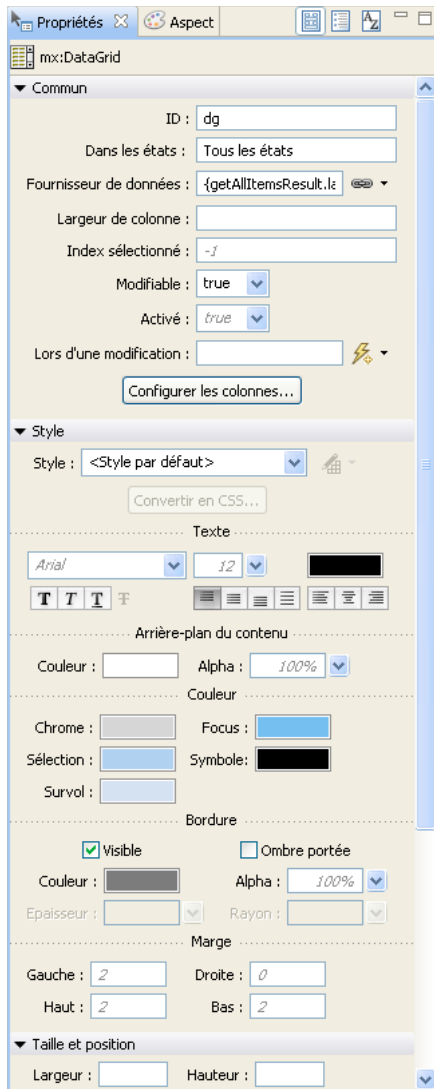 Propriétés Aspect
mx:DataGrid
Commun
ID : dg
Dans les états : Tous les états
Fournisseur de données : {getAllItemsResult.la
Largeur de colonne :
Index sélectionné : -1
Modifiable : true
Activé : true
Lors d'une modification :
Configurer les colonnes...
Style
Style : <Style par défaut>
Convertir en CSS...
Texte
Arial 12
T T T T
Arrière-plan du contenu
Couleur : Alpha : 100%
Couleur
Chrome : Focus :
Sélection : Symbole:
Survol :
Bordure
Visible Ombre portée
Couleur : Alpha : 100%
Epaisseur : Rayon :
Marge
Gauche : 2 Droite : 0
Haut : 2 Bas : 2
Taille et position
Largeur : Hauteur :